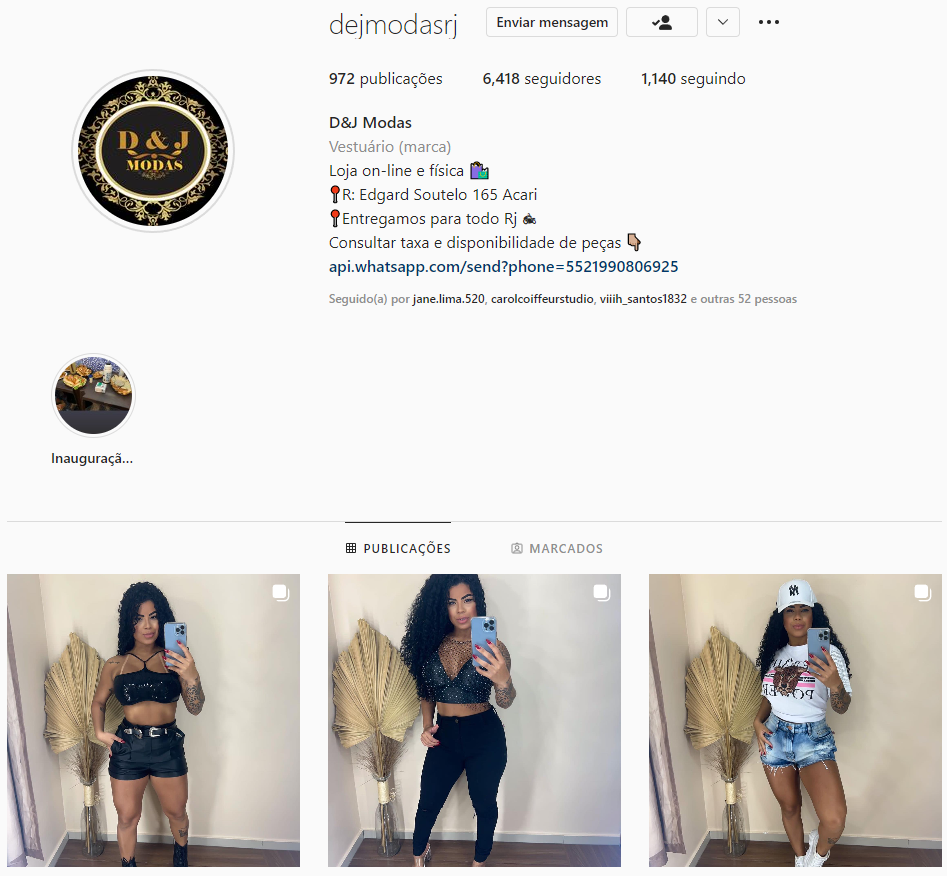 dejmodasrj
Enviar mensagem
972 publicações 6,418 seguidores 1,140 seguindo
D & J
MODAS
D&J Modas
Vestuário (marca)
Loja on-line e física
R: Edgard Soutelo 165 Acari
Entregamos para todo Rj
Consultar taxa e disponibilidade de peças
api.whatsapp.com/send?phone=5521990806925
Seguido(a) por jane.lima.520, carolcoiffeurstudio, viiih_santos1832 e outras 52 pessoas
Inauguraçã...
PUBLICAÇÕES MARCADOS